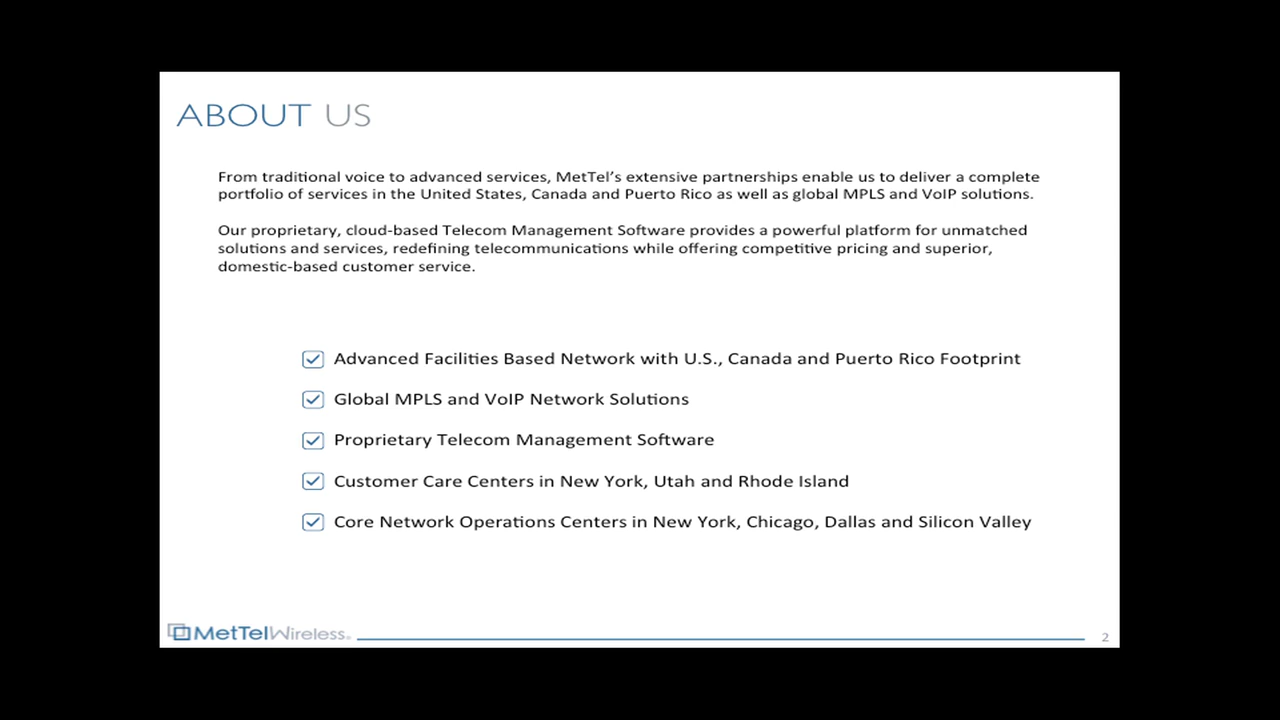 ABOUT US
From traditional voice to advanced services, MetTel's extensive partnerships enable us to deliver a complete
portfolio of services in the United States, Canada and Puerto Rico as well as global MPLS and VoIP solutions.
Our proprietary, cloud-based Telecom Management Software provides a powerful platform for unmatched
solutions and services, redefining telecommunications while offering competitive pricing and superior,
domestic-based customer service.
Advanced Facilities Based Network with U.S., Canada and Puerto Rico Footprint
Global MPLS and VoIP Network Solutions
Proprietary Telecom Management Software
Customer Care Centers in New York, Utah and Rhode Island
Core Network Operations Centers in New York, Chicago, Dallas and Silicon Valley
MetTelWireless
2